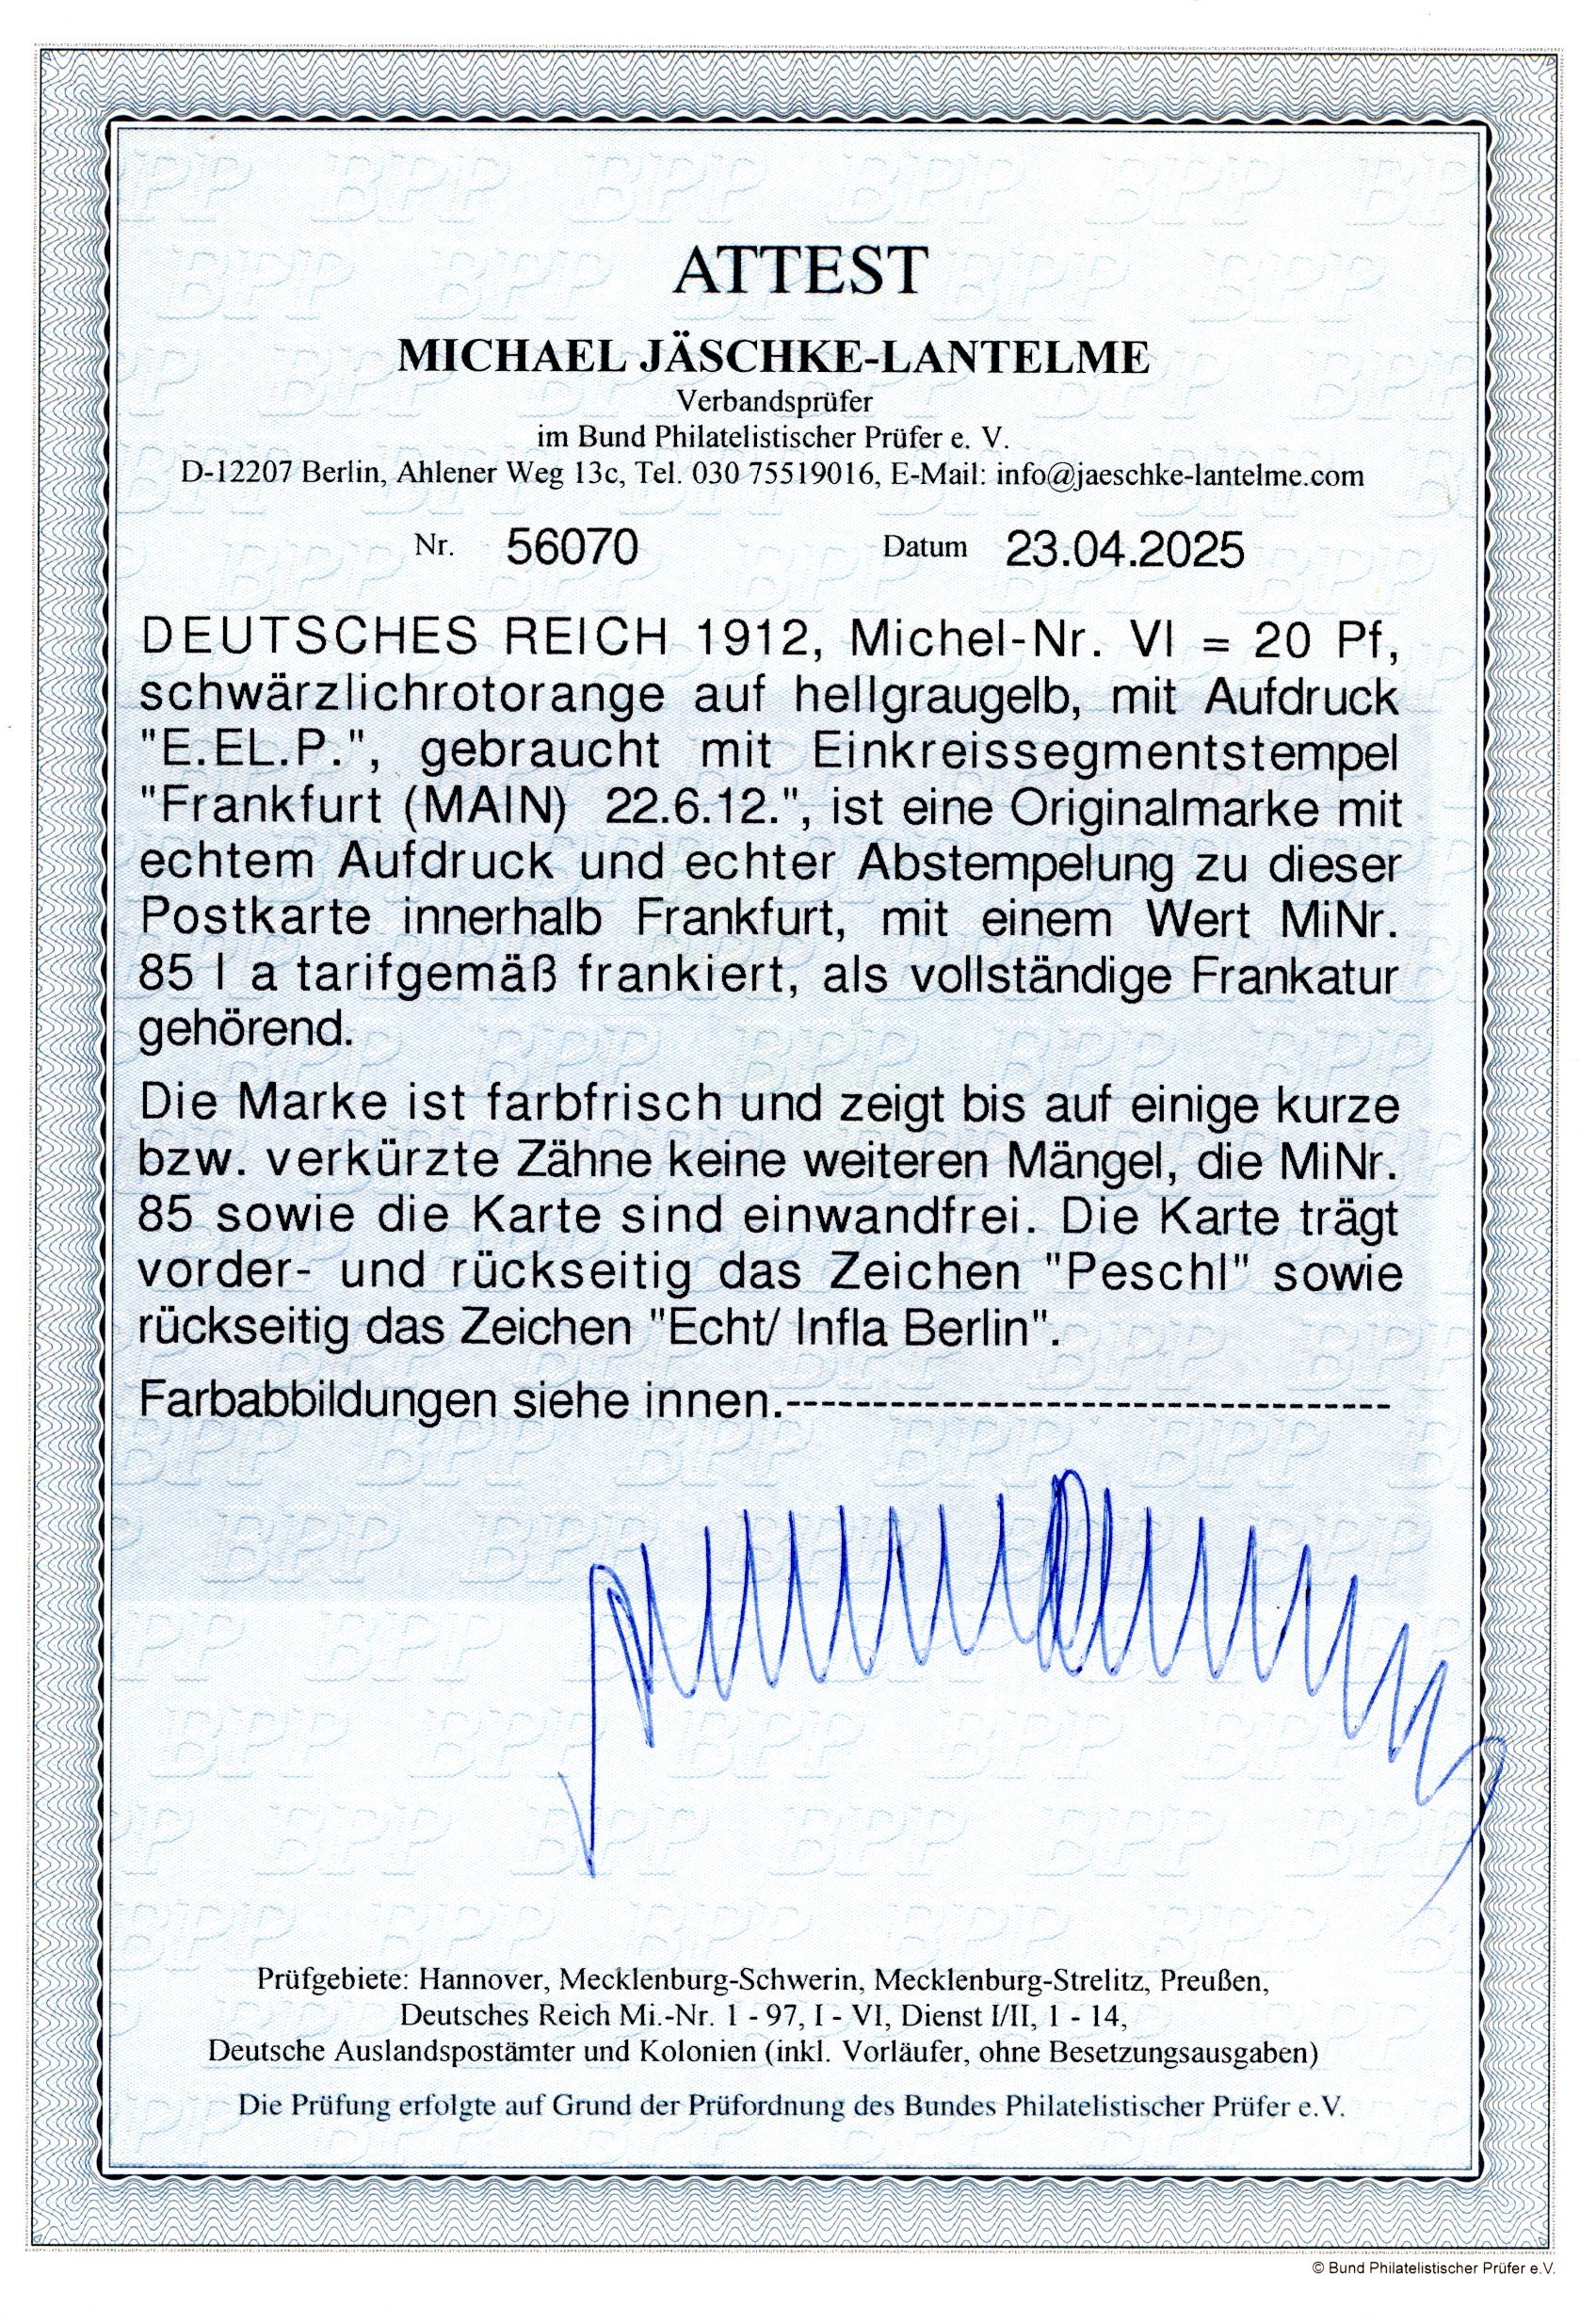 ATTEST
MICHAEL JÄSCHKE-LANTELME
Verbandsprüfer
im Bund Philatelistischer Prüfer e. V.
D-12207 Berlin, Ahlener Weg 13c, Tel. 030 75519016, E-Mail: info@jaeschke-lantelme.com
Nr. 56070 Datum 23.04.2025
DEUTSCHES REICH 1912, Michel-Nr. VI = 20 Pf,
schwärzlichrotorange auf hellgraugelb, mit Aufdruck
"E.EL.P.", gebraucht mit Einkreissegmentstempel
"Frankfurt (MAIN) 22.6.12.", ist eine Originalmarke mit
echtem Aufdruck und echter Abstempelung zu dieser
Postkarte innerhalb Frankfurt, mit einem Wert MiNr.
85 I a tarifgemäß frankiert, als vollständige Frankatur
gehörend.
Die Marke ist farbfrisch und zeigt bis auf einige kurze
bzw. verkürzte Zähne keine weiteren Mängel, die MiNr.
85 sowie die Karte sind einwandfrei. Die Karte trägt
vorder- und rückseitig das Zeichen "Peschl" sowie
rückseitig das Zeichen "Echt/ Infla Berlin".
Farbabbildungen siehe innen.-----------------------------------
Prüfgebiete: Hannover, Mecklenburg-Schwerin, Mecklenburg-Strelitz, Preußen,
Deutsches Reich Mi.-Nr. 1 - 97, I - VI, Dienst I/II, 1 - 14,
Deutsche Auslandspostämter und Kolonien (inkl. Vorläufer, ohne Besetzungsausgaben)
Die Prüfung erfolgte auf Grund der Prüfordnung des Bundes Philatelistischer Prüfer e.V.
© Bund Philatelistischer Prüfer e.V.